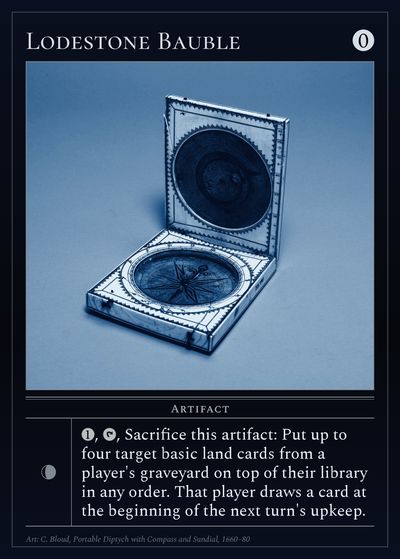 Lodestone Bauble 0
Artifact
1, , Sacrifice this artifact: Put up to
four target basic land cards from a
player's graveyard on top of their library
in any order. That player draws a card at
the beginning of the next turn's upkeep.
Art: C. Bloud, Portable Diptych with Compass and Sundial, 1660–80